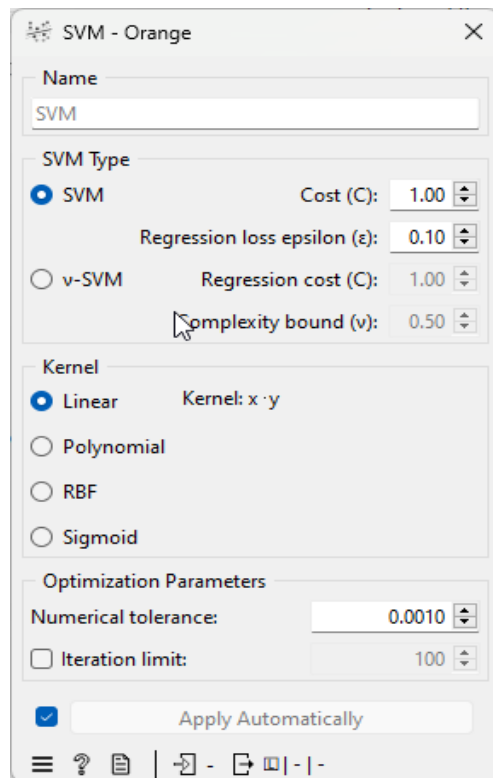 SVM - Orange
Name
SVM
SVM Type
SVM Cost (C): 1.00
Regression loss epsilon (ε): 0.10
ν-SVM Regression cost (C): 1.00
Complexity bound (ν): 0.50
Kernel
Linear Kernel: x·y
Polynomial
RBF
Sigmoid
Optimization Parameters
Numerical tolerance: 0.0010
Iteration limit: 100
Apply Automatically
? | - | - | -